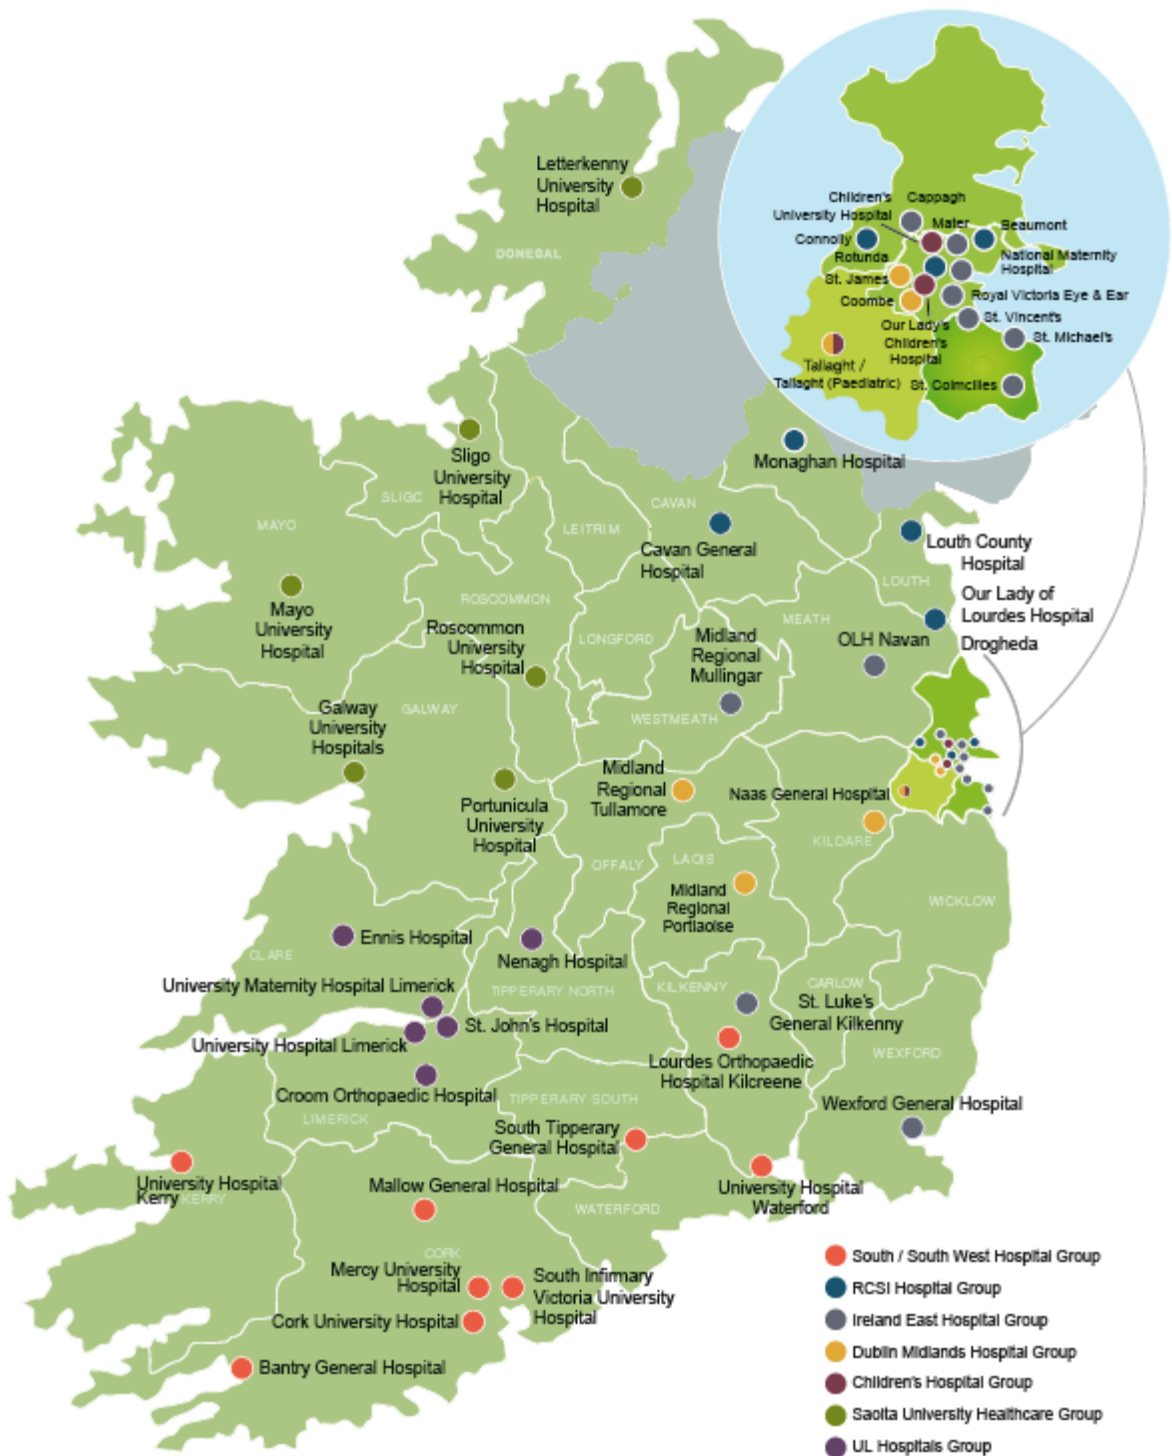 Letterkenny
University
Hospital
DONEGAL
Children's
University Hospital
Cappagh
Mater
Beaumont
Connolly
Rotunda
National Maternity
Hospital
St. James
Coombe
Royal Victoria Eye & Ear
St. Vincent's
Our Lady's
Children's
Hospital
St. Michael's
Tallaght /
Tallaght (Paediatric)
St. Colmcilles
Monaghan Hospital
Sligo
University
Hospital
SLIGO
MAYO
LEITRIM
CAVAN
Cavan General
Hospital
Louth County
Hospital
LOUTH
Our Lady of
Lourdes Hospital
Drogheda
Mayo
University
Hospital
ROSCOMMON
Roscommon
University
Hospital
LONGFORD
MEATH
Midland
Regional
Mullingar
OLH Navan
WESTMEATH
GALWAY
Galway
University
Hospitals
Midland
Regional
Tullamore
Naas General Hospital
Portunicula
University
Hospital
KILDARE
OFFALY
LAOIS
Midland
Regional
Portlaoise
WICKLOW
Ennis Hospital
CLARE
Nenagh Hospital
University Maternity Hospital Limerick
TIPPERARY NORTH
KILKENNY
CARLOW
St. Luke's
General Kilkenny
St. John's Hospital
University Hospital Limerick
WEXFORD
Lourdes Orthopaedic
Hospital Kilcreene
Croom Orthopaedic Hospital
TIPPERARY SOUTH
Wexford General Hospital
LIMERICK
South Tipperary
General Hospital
University Hospital
Kerry
KERRY
Mallow General Hospital
University Hospital
Waterford
WATERFORD
CORK
Mercy University
Hospital
South Infirmary
Victoria University
Hospital
Cork University Hospital
Bantry General Hospital
South / South West Hospital Group
RCSI Hospital Group
Ireland East Hospital Group
Dublin Midlands Hospital Group
Children's Hospital Group
Saolta University Healthcare Group
UL Hospitals Group